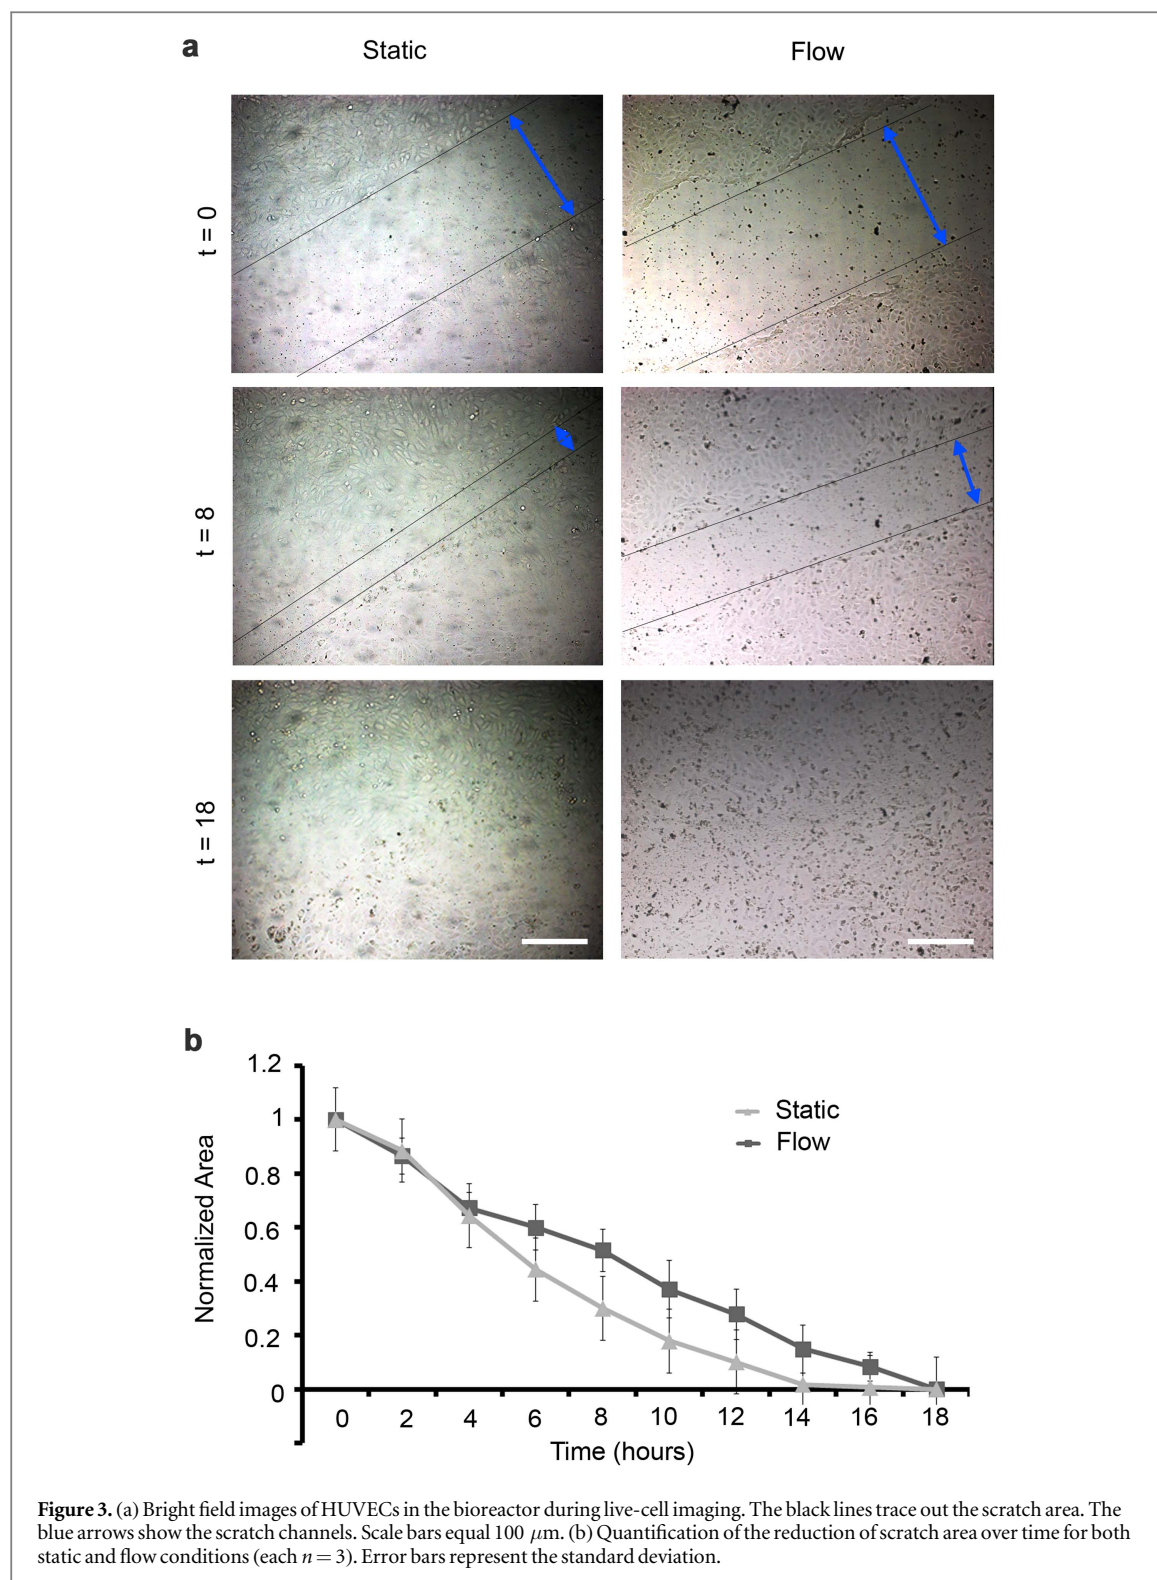 a
Static
Flow
t = 0
t = 8
t = 18
b
1.2
1
0.8
0.6
0.4
0.2
0
Normalized Area
Static
Flow
0 2 4 6 8 10 12 14 16 18
Time (hours)
Figure 3. (a) Bright field images of HUVECs in the bioreactor during live-cell imaging. The black lines trace out the scratch area. The
blue arrows show the scratch channels. Scale bars equal 100 μm. (b) Quantification of the reduction of scratch area over time for both
static and flow conditions (each n = 3). Error bars represent the standard deviation.